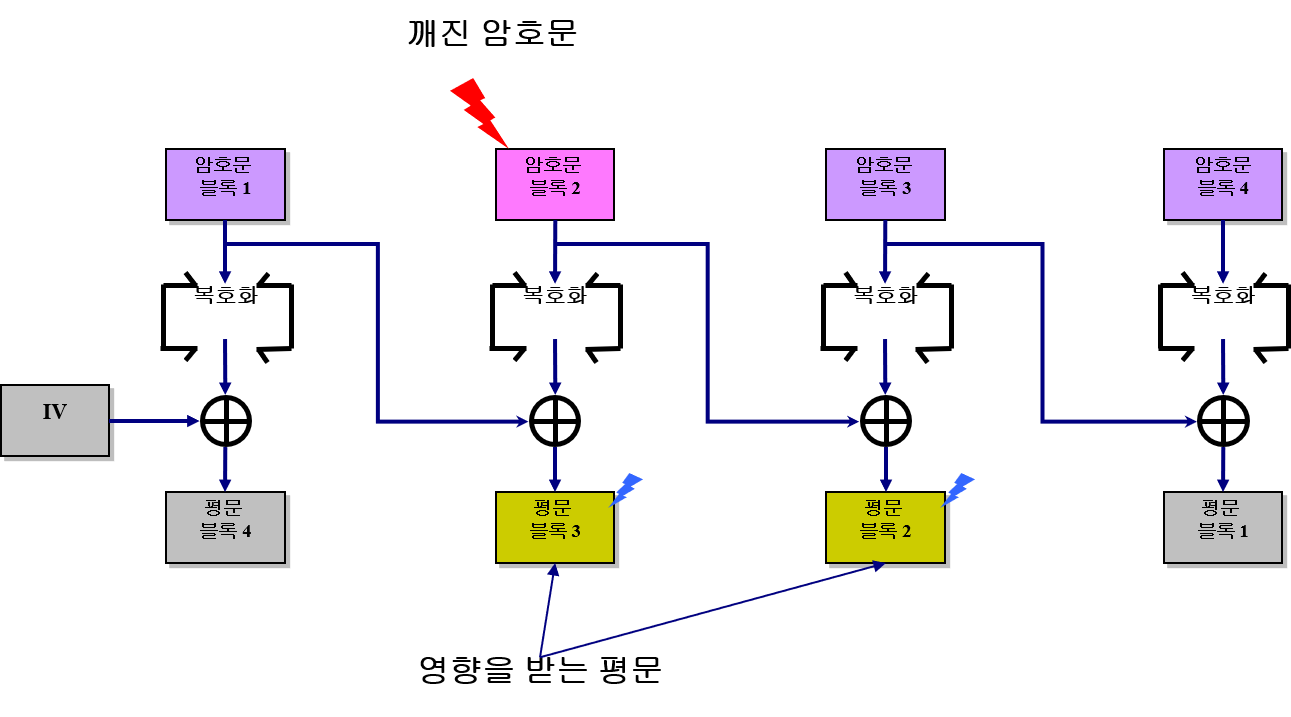 깨진 암호문
암호문
블록 1
암호문
블록 2
암호문
블록 3
암호문
블록 4
복호화
복호화
복호화
복호화
IV
평문
블록 4
평문
블록 3
평문
블록 2
평문
블록 1
영향을 받는 평문